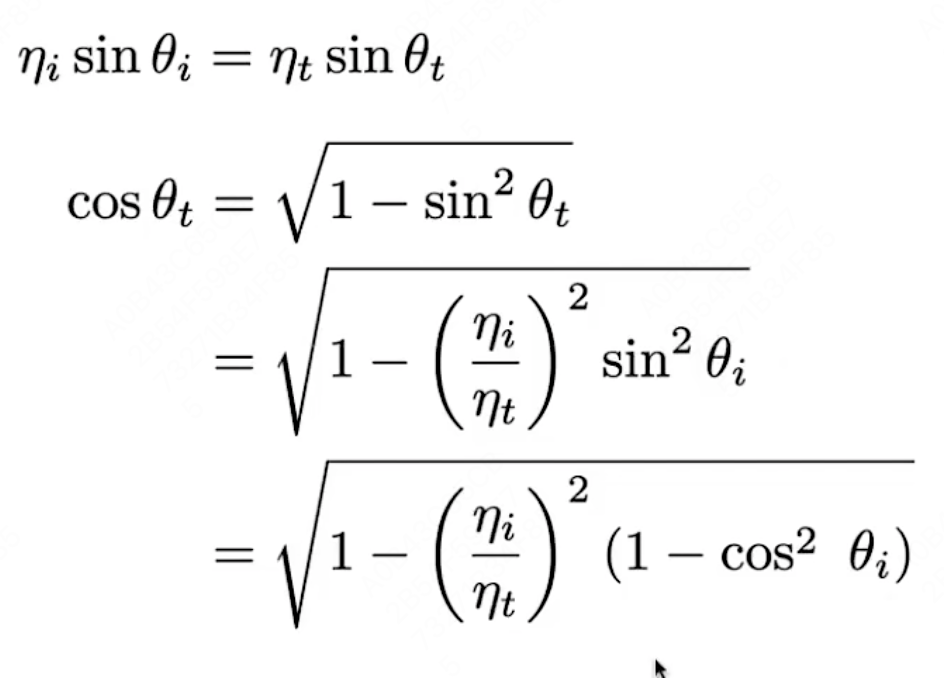 η_i sin θ_i = η_t sin θ_t
cos θ_t = √(1 − sin² θ_t)
= √(1 − (η_i/η_t)² sin² θ_i)
= √(1 − (η_i/η_t)² (1 − cos² θ_i))